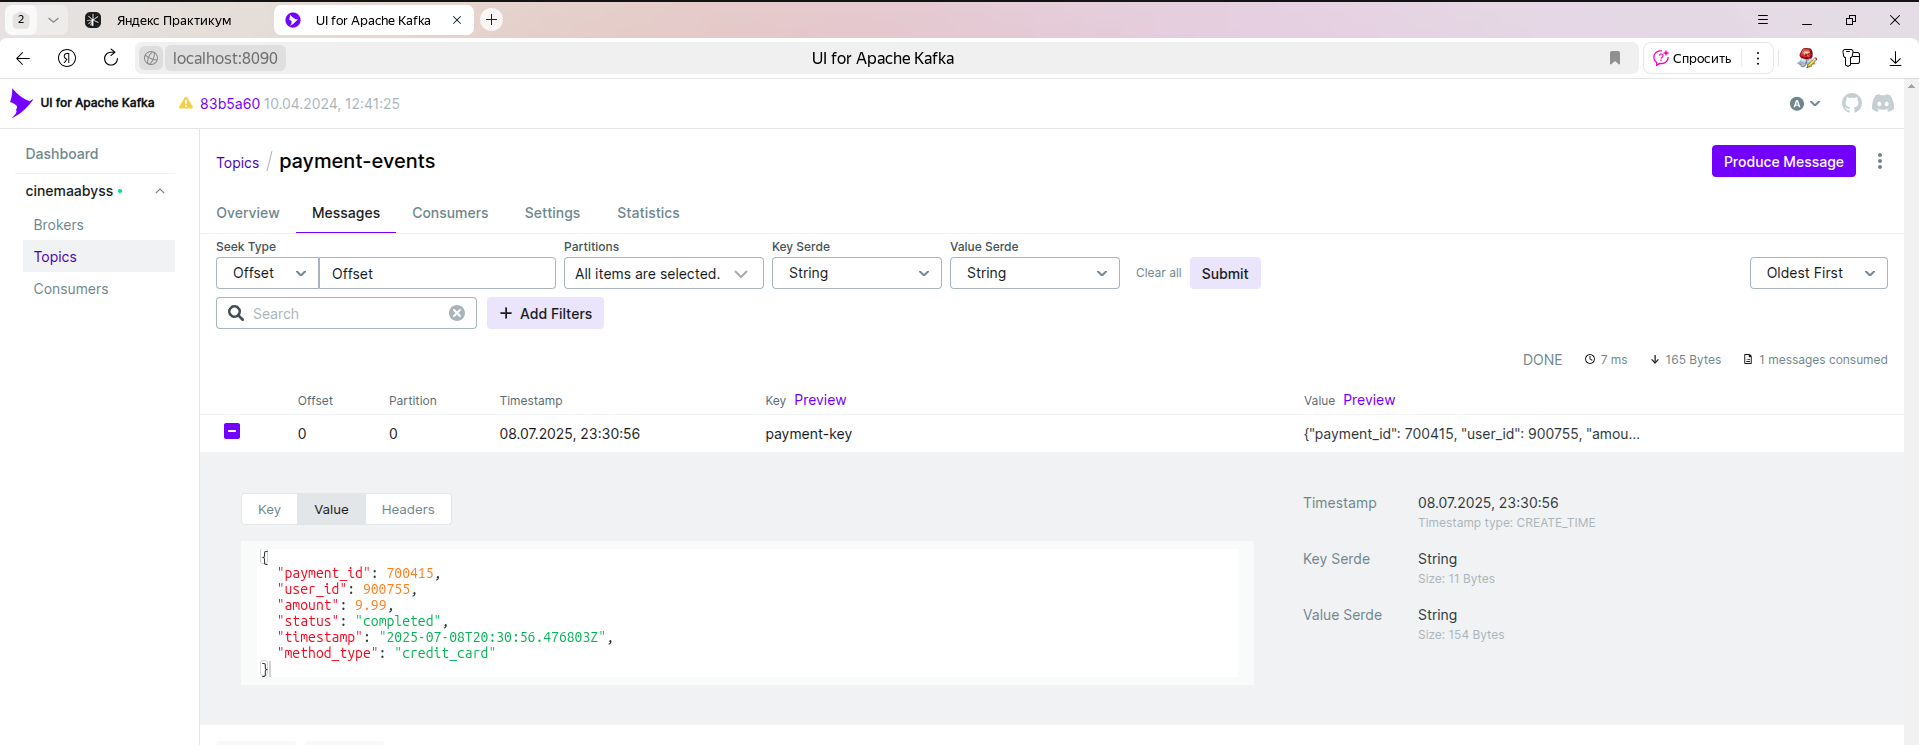 2
Яндекс Практикум
UI for Apache Kafka
localhost:8090
UI for Apache Kafka
Спросить
UI for Apache Kafka
83b5a60 10.04.2024, 12:41:25
A
Dashboard
cinemaabyss
Brokers
Topics
Consumers
Topics / payment-events
Produce Message
Overview
Messages
Consumers
Settings
Statistics
Seek Type
Partitions
Key Serde
Value Serde
Offset
Offset
All items are selected.
String
String
Clear all
Submit
Oldest First
Search
Add Filters
DONE
7 ms
165 Bytes
1 messages consumed
Offset
Partition
Timestamp
Key Preview
Value Preview
0
0
08.07.2025, 23:30:56
payment-key
{"payment_id": 700415, "user_id": 900755, "amou...
Key
Value
Headers
{
"payment_id": 700415,
"user_id": 900755,
"amount": 9.99,
"status": "completed",
"timestamp": "2025-07-08T20:30:56.476803Z",
"method_type": "credit_card"
}
Timestamp
08.07.2025, 23:30:56
Timestamp type: CREATE_TIME
Key Serde
String
Size: 11 Bytes
Value Serde
String
Size: 154 Bytes